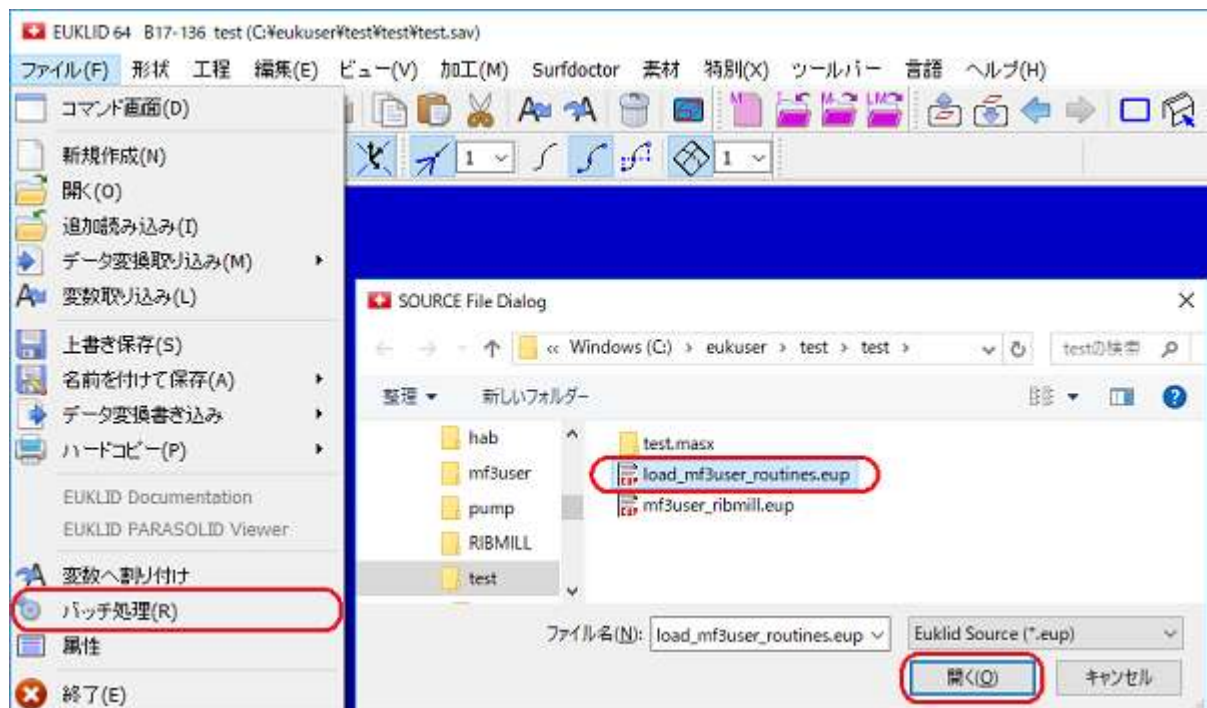 EUKLID 64 B17-136 test (C:¥eukuser¥test¥test¥test.sav)
ファイル(F) 形状 工程 編集(E) ビュー(V) 加工(M) Surfdoctor 素材 特別(X) ツールバー 言語 ヘルプ(H)
コマンド画面(D)
新規作成(N)
1 1
開く(O)
追加読み込み(I)
データ変換取り込み(M)
変数取り込み(L)
SOURCE File Dialog
上書き保存(S)
« Windows (C:) › eukuser › test › test › testの検索
名前を付けて保存(A)
整理 新しいフォルダー
データ変換書き込み
ハードコピー(P)
hab
test.masx
mf3user
load_mf3user_routines.eup
EUKLID Documentation
pump
mf3user_ribmill.eup
EUKLID PARASOLID Viewer
RIBMILL
変数へ割り付け
test
バッチ処理(R)
ファイル名(N): load_mf3user_routines.eup Euklid Source (*.eup)
属性
開く(O) キャンセル
終了(E)